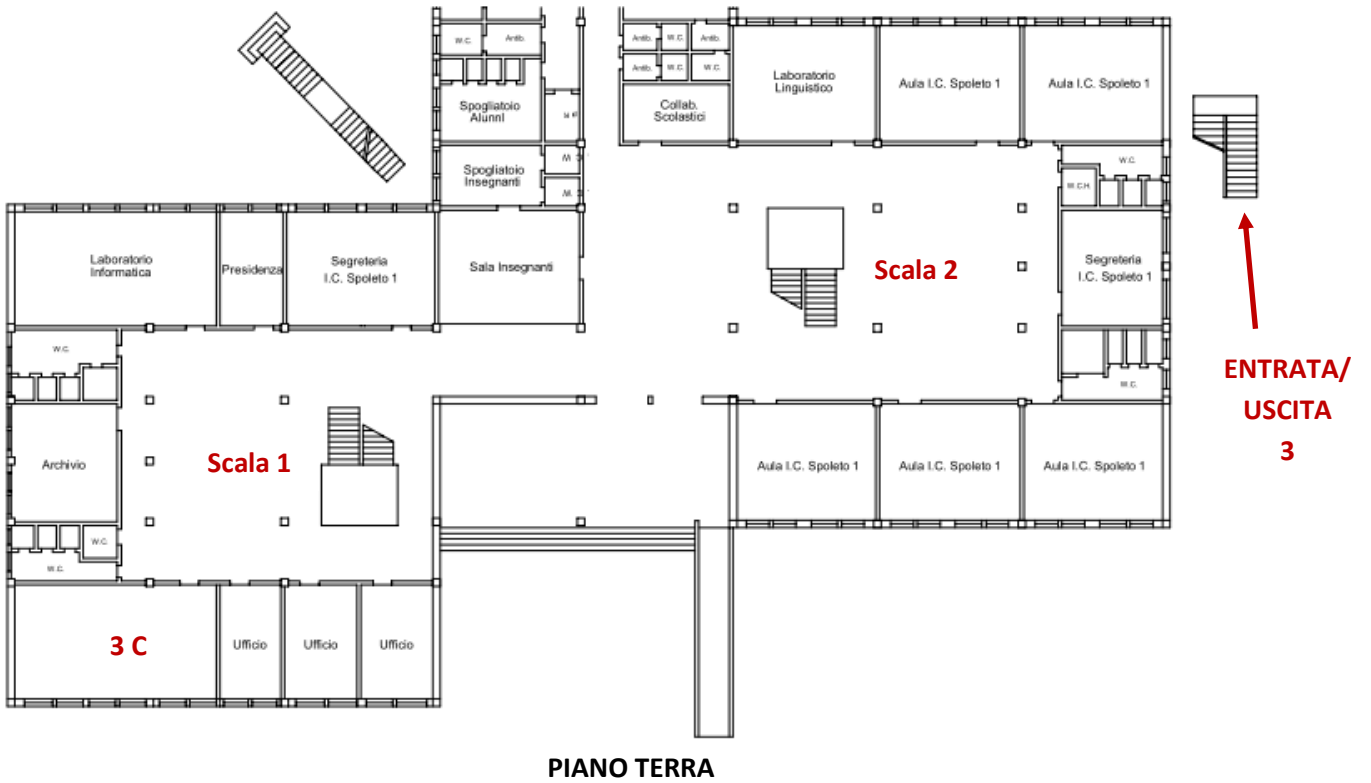 W.C.
Antib.
Antib.
W.C.
Antib.
Antib.
W.C.
W.C.
Spogliatoio
Alunni
Collab.
Scolastici
Laboratorio
Linguistico
Aula I.C. Spoleto 1
Aula I.C. Spoleto 1
Spogliatoio
Insegnanti
W.C.
W.C.H.
Laboratorio
Informatica
Presidenza
Segreteria
I.C. Spoleto 1
Sala Insegnanti
Scala 2
Segreteria
I.C. Spoleto 1
W.C.
W.C.
ENTRATA/
USCITA
3
Archivio
Scala 1
Aula I.C. Spoleto 1
Aula I.C. Spoleto 1
Aula I.C. Spoleto 1
W.C.
W.C.
3 C
Ufficio
Ufficio
Ufficio
PIANO TERRA